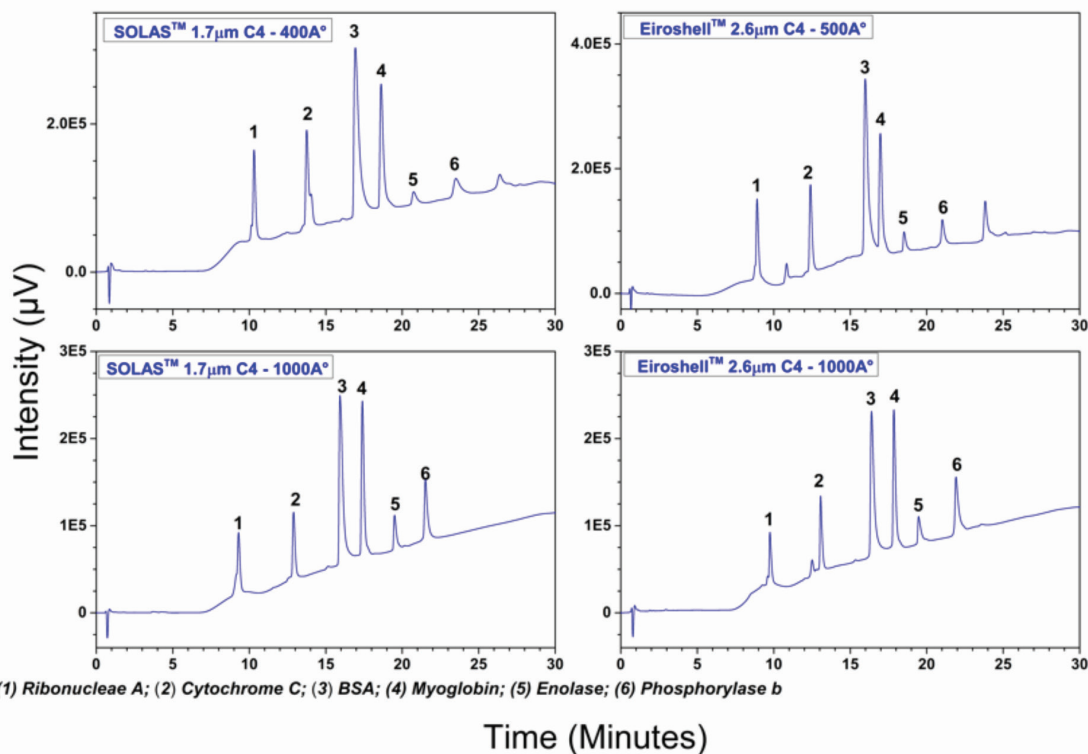 SOLAS™ 1.7µm C4 - 400A°
3
4
2
1
5
6
2.0E5
0.0
0 5 10 15 20 25 30
Eiroshell™ 2.6µm C4 - 500A°
3
4
2
1
5
6
4.0E5
2.0E5
0.0
0 5 10 15 20 25 30
SOLAS™ 1.7µm C4 - 1000A°
3 4
6
2
5
1
3E5
2E5
1E5
0
0 5 10 15 20 25 30
Eiroshell™ 2.6µm C4 - 1000A°
3 4
6
2
5
1
3E5
2E5
1E5
0
0 5 10 15 20 25 30
Intensity (µV)
(1) Ribonucleae A; (2) Cytochrome C; (3) BSA; (4) Myoglobin; (5) Enolase; (6) Phosphorylase b
Time (Minutes)